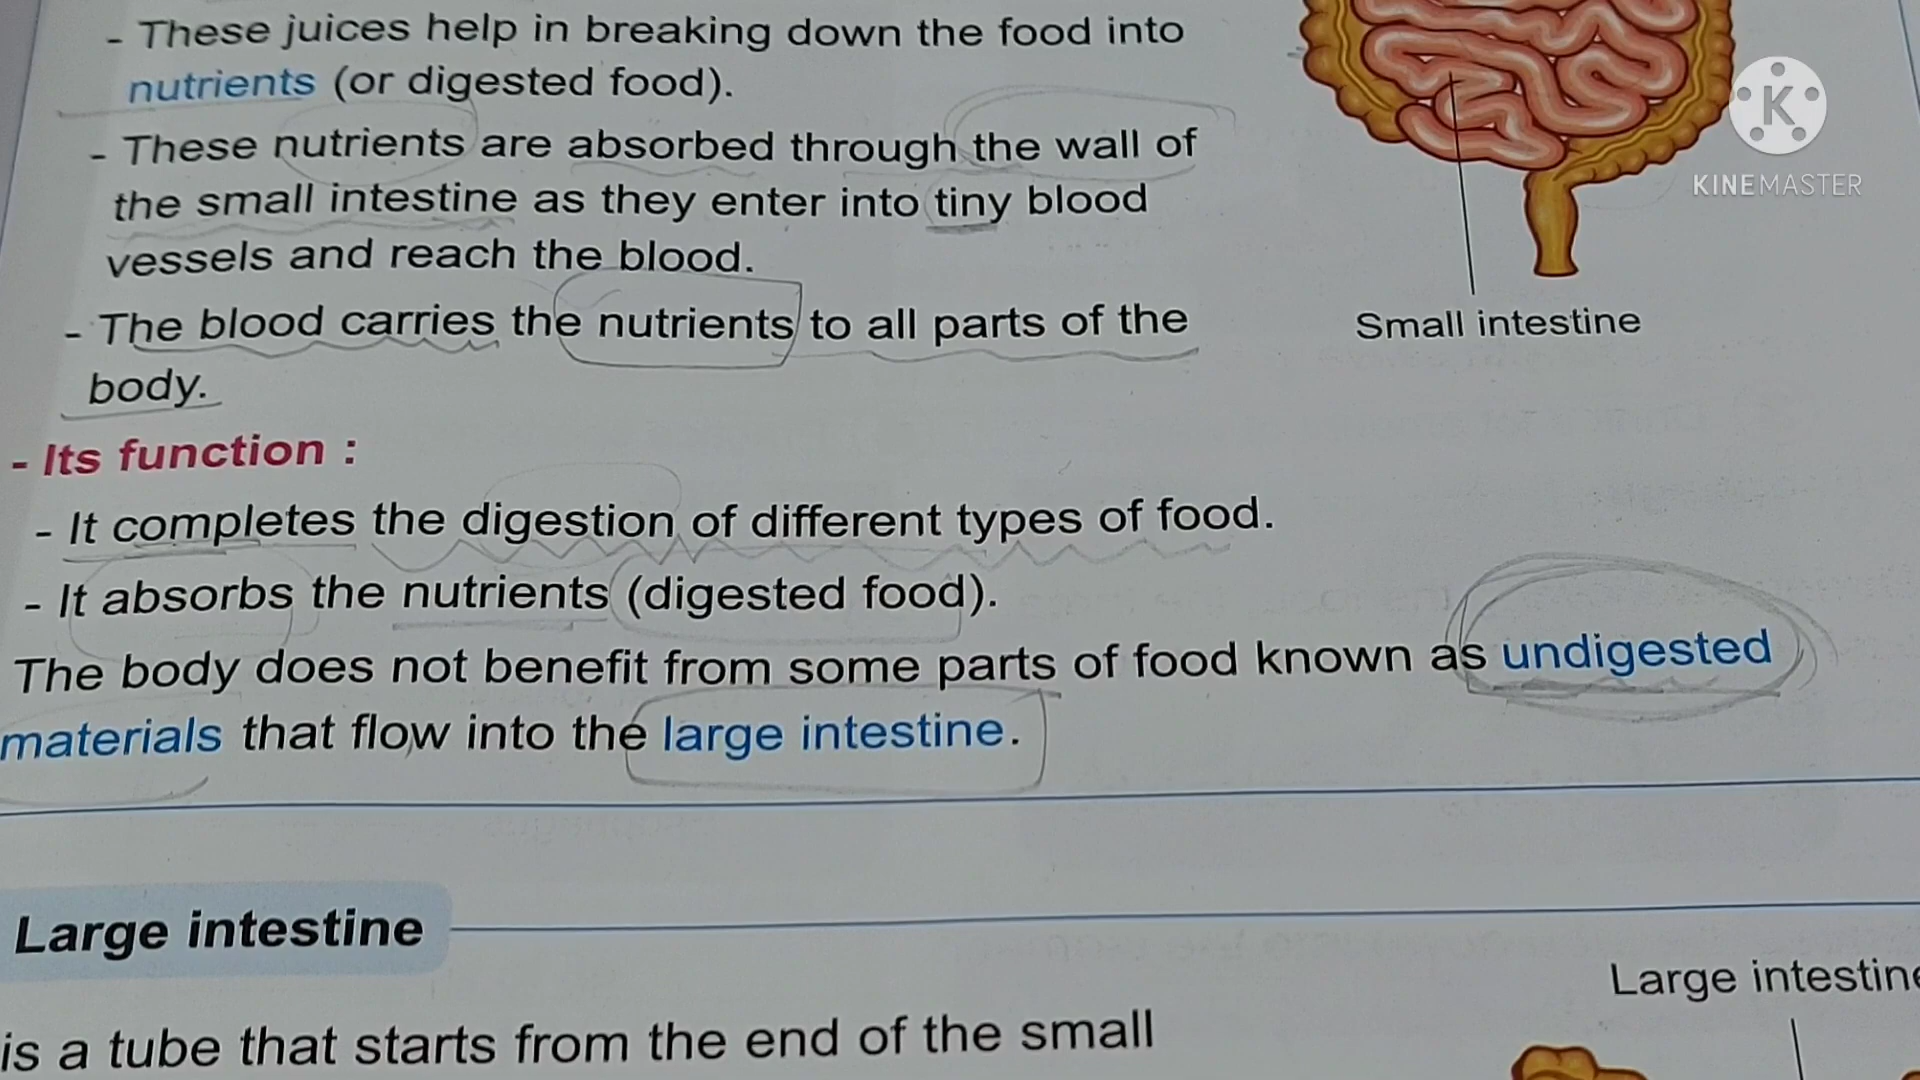 - These juices help in breaking down the food into
nutrients (or digested food).
- These nutrients are absorbed through the wall of
the small intestine as they enter into tiny blood
vessels and reach the blood.
- The blood carries the nutrients to all parts of the
body.
KINEMASTER
Small intestine
- Its function :
- It completes the digestion of different types of food.
- It absorbs the nutrients (digested food).
The body does not benefit from some parts of food known as undigested
materials that flow into the large intestine.
Large intestine
Large intestine
is a tube that starts from the end of the small